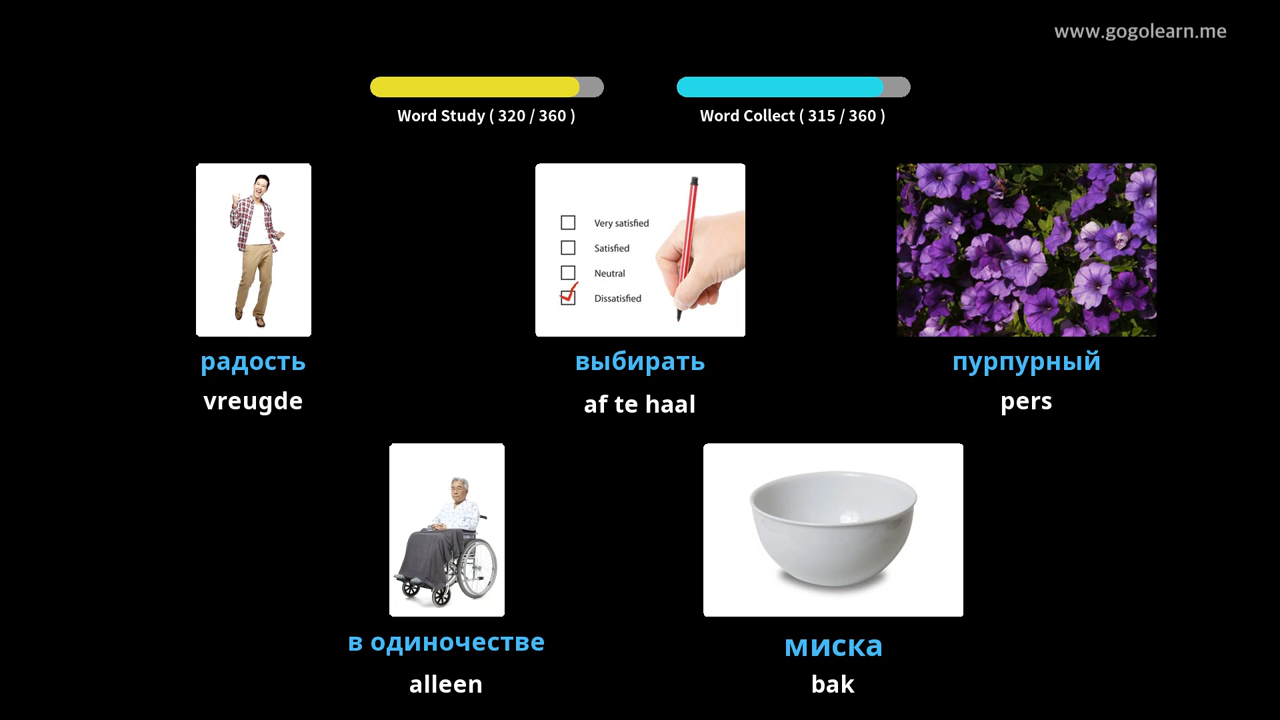 www.gogolearn.me
Word Study ( 320 / 360 )
Word Collect ( 315 / 360 )
Very satisfied
Satisfied
Neutral
Dissatisfied
радость
выбирать
пурпурный
vreugde
af te haal
pers
в одиночестве
миска
alleen
bak